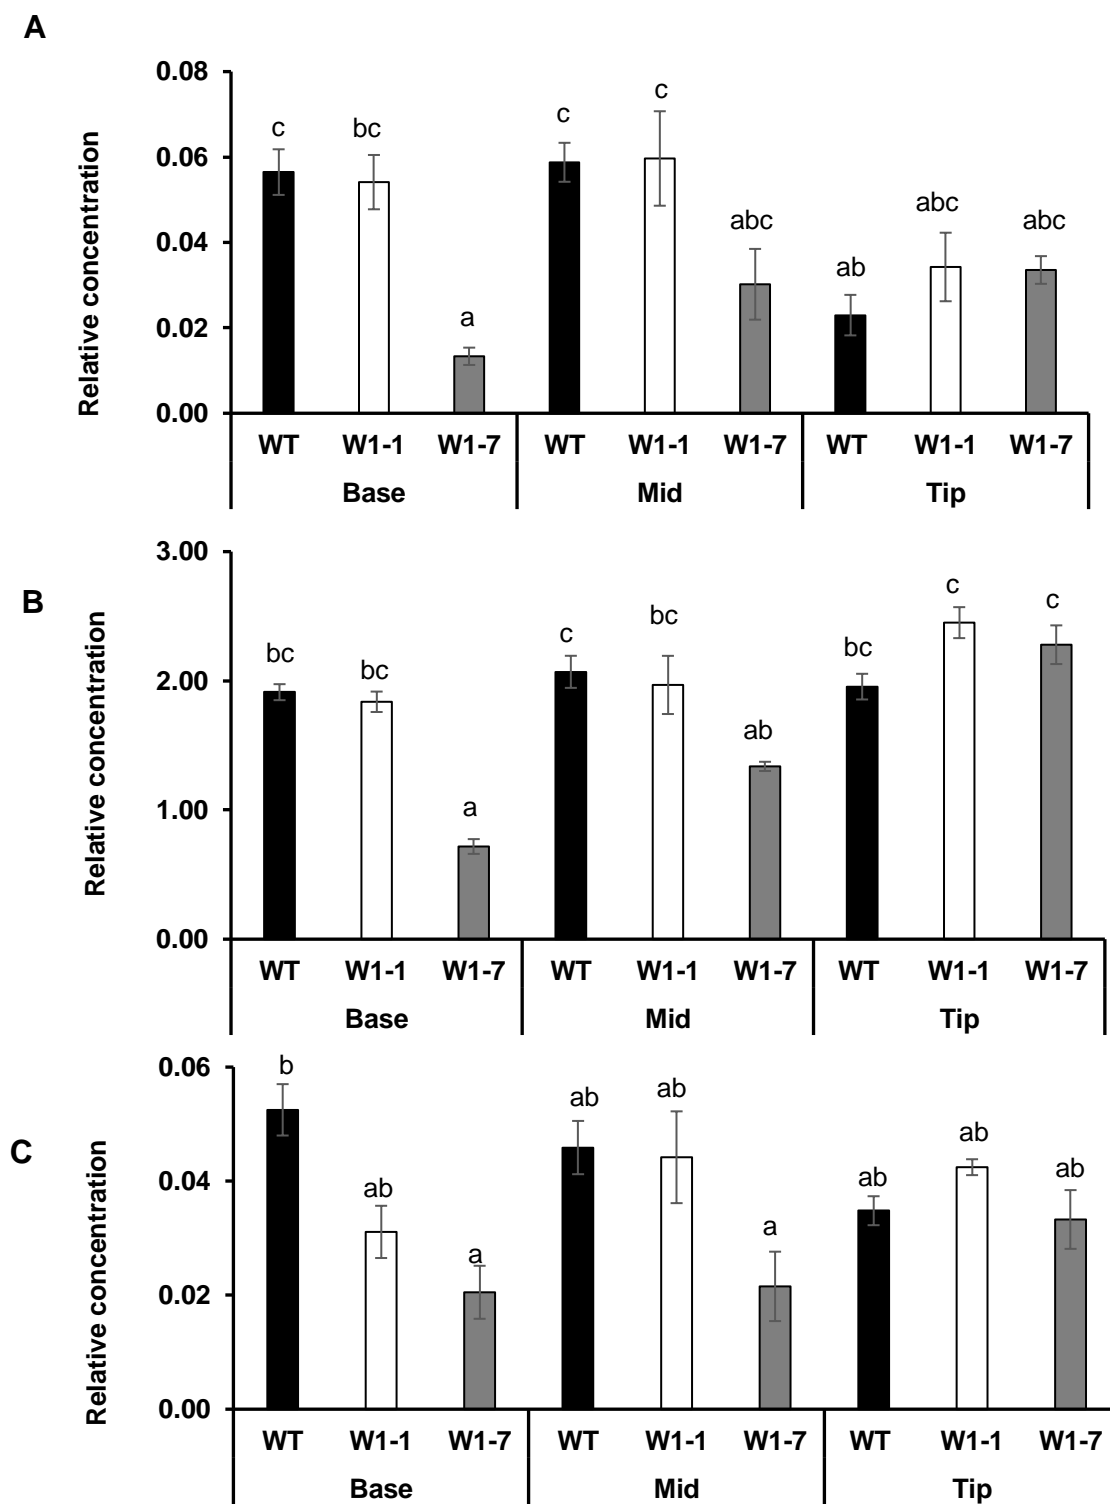 A
Relative concentration
0.08
0.06
0.04
0.02
0.00
c bc a c c abc ab abc abc
WT W1-1 W1-7 WT W1-1 W1-7 WT W1-1 W1-7
Base Mid Tip
B
Relative concentration
3.00
2.00
1.00
0.00
bc bc a c bc ab bc c c
WT W1-1 W1-7 WT W1-1 W1-7 WT W1-1 W1-7
Base Mid Tip
C
Relative concentration
0.06
0.04
0.02
0.00
b ab a ab ab a ab ab ab
WT W1-1 W1-7 WT W1-1 W1-7 WT W1-1 W1-7
Base Mid Tip